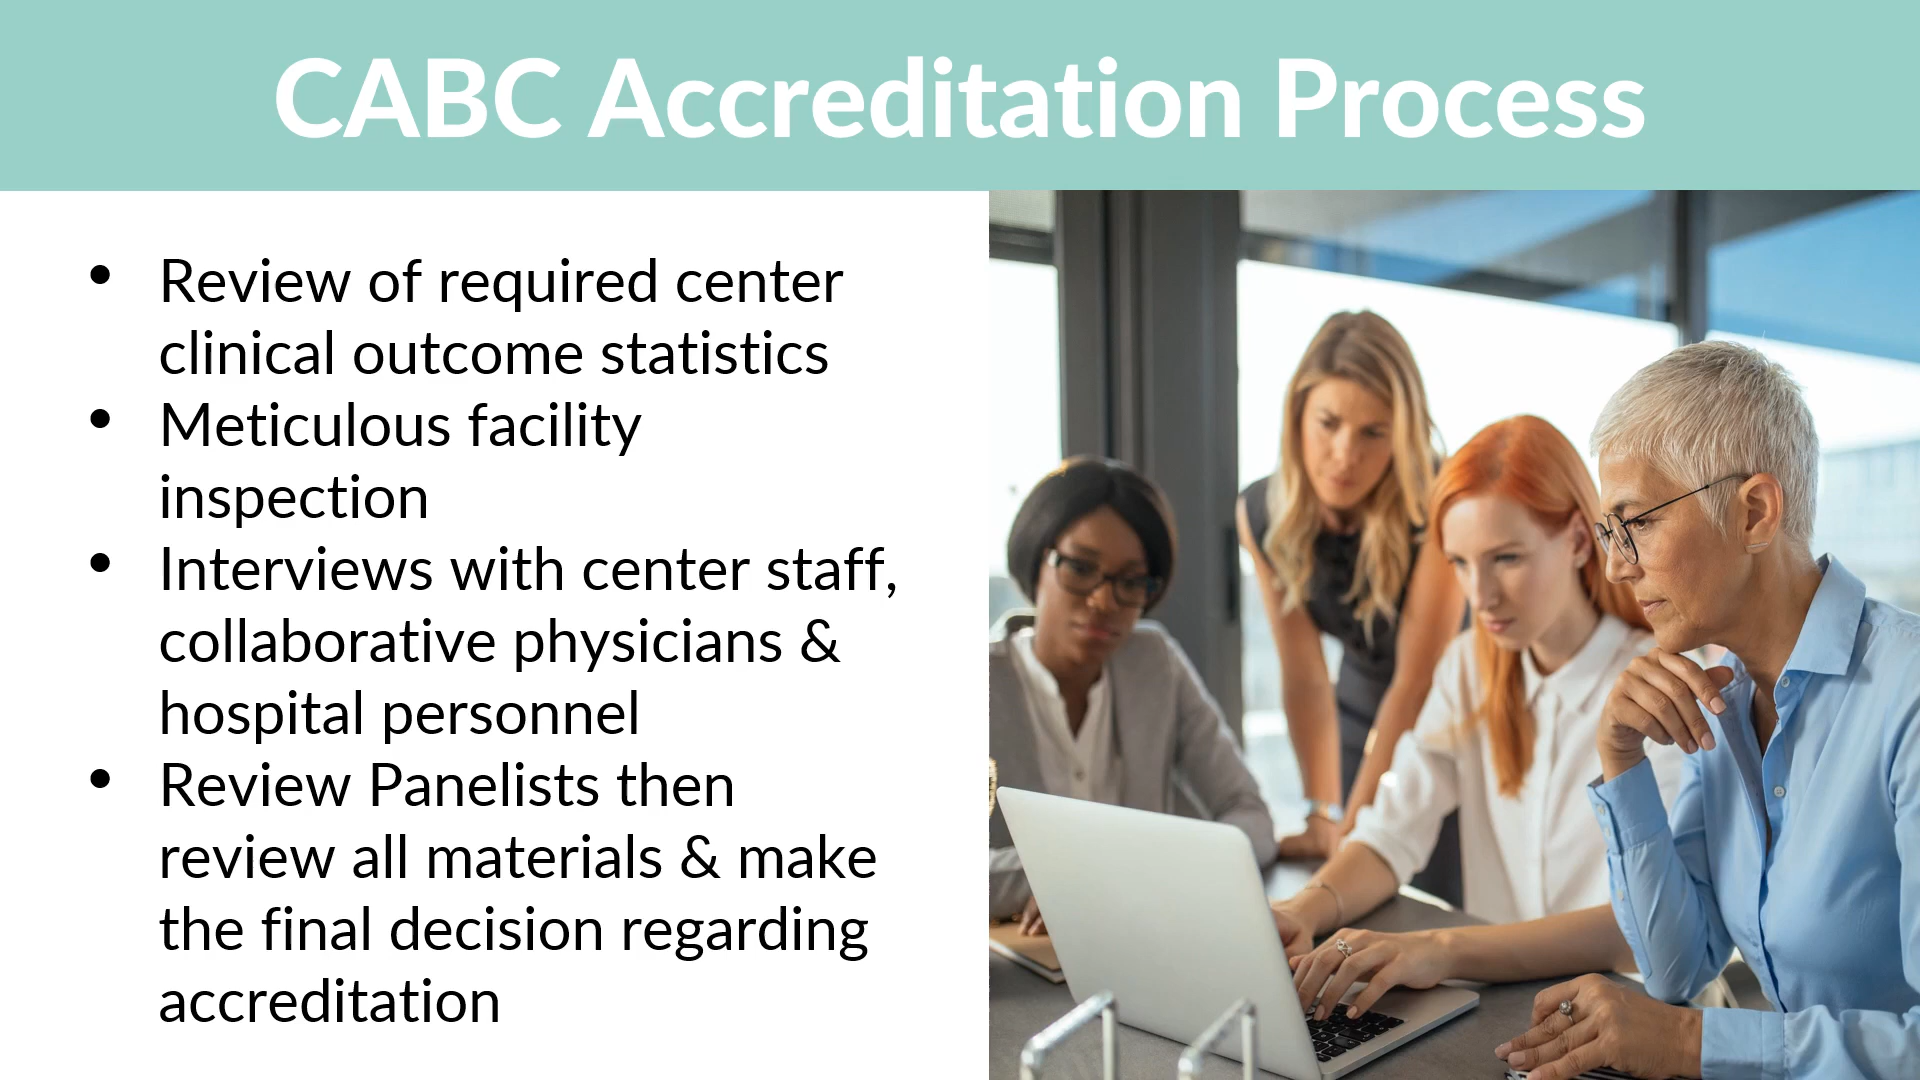 CABC Accreditation Process
• Review of required center
clinical outcome statistics
• Meticulous facility
inspection
• Interviews with center staff,
collaborative physicians &
hospital personnel
• Review Panelists then
review all materials & make
the final decision regarding
accreditation